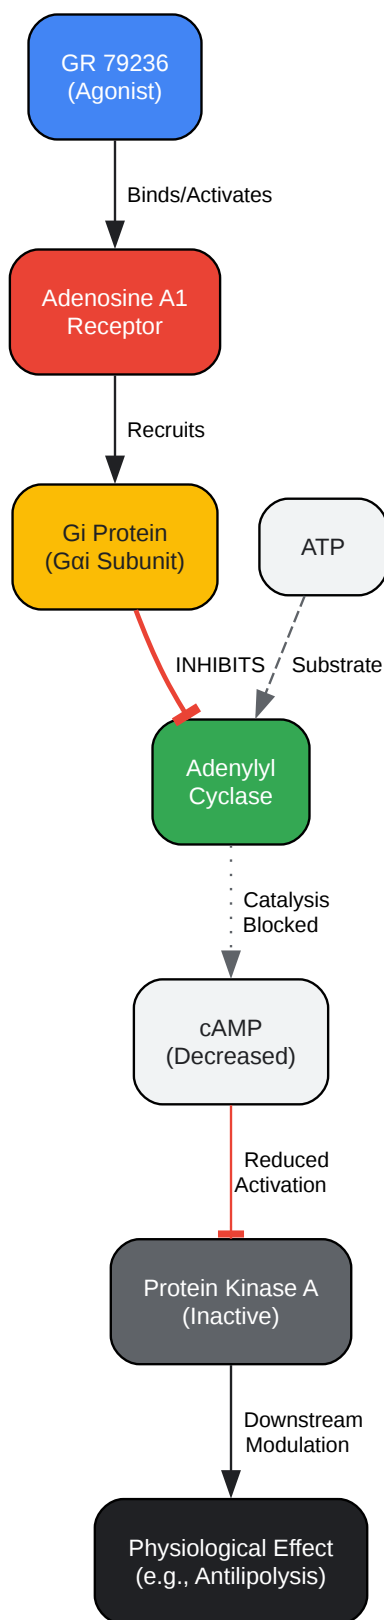 GR 79236
(Agonist)
Binds/Activates
Adenosine A1
Receptor
Recruits
Gi Protein
(Gαi Subunit)
ATP
INHIBITS
Substrate
Adenylyl
Cyclase
Catalysis
Blocked
cAMP
(Decreased)
Reduced
Activation
Protein Kinase A
(Inactive)
Downstream
Modulation
Physiological Effect
(e.g., Antilipolysis)